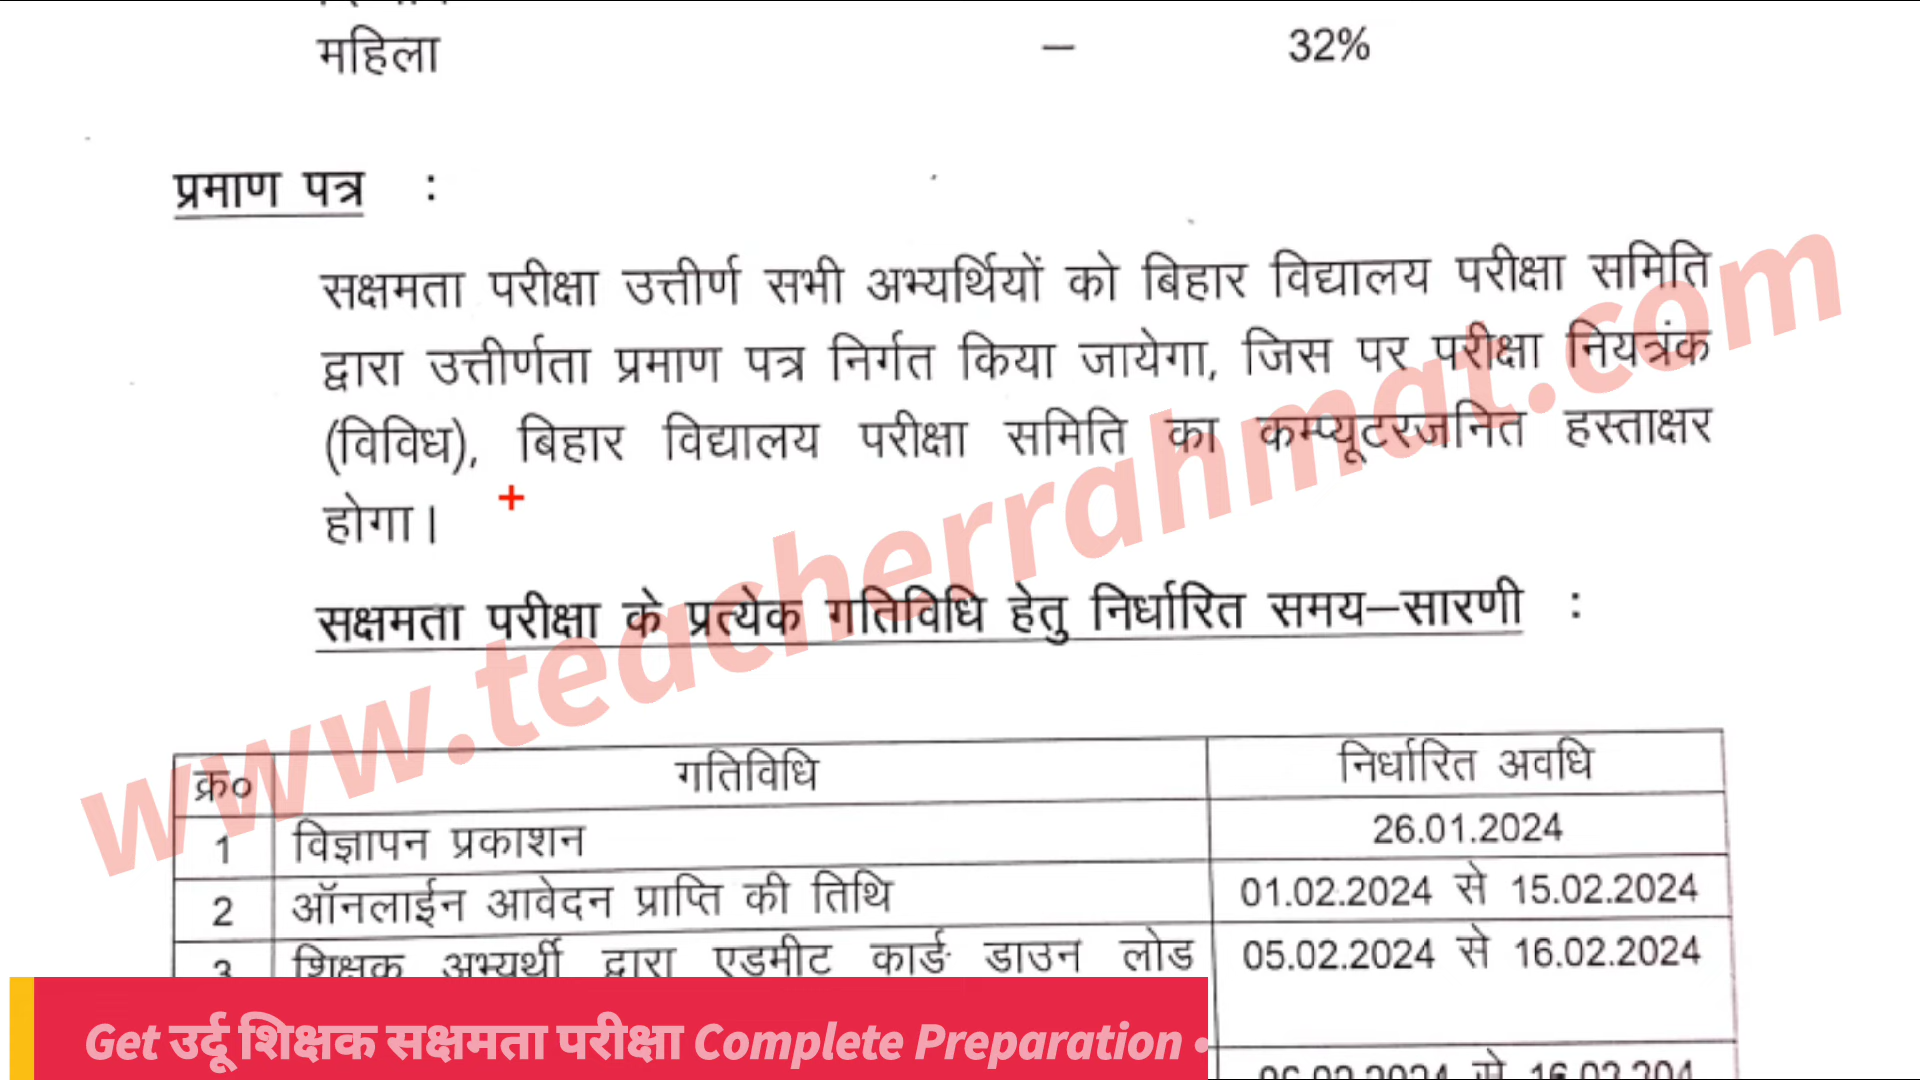 महिला – 32%
प्रमाण पत्र :
सक्षमता परीक्षा उत्तीर्ण सभी अभ्यर्थियों को बिहार विद्यालय परीक्षा समिति
द्वारा उत्तीर्णता प्रमाण पत्र निर्गत किया जायेगा, जिस पर परीक्षा नियत्रंक
(विविध), बिहार विद्यालय परीक्षा समिति का कम्प्यूटरजनित हस्ताक्षर
होगा।
सक्षमता परीक्षा के प्रत्येक गतिविधि हेतु निर्धारित समय–सारणी :
www.teacherrahmat.com
क्र० गतिविधि निर्धारित अवधि
1 विज्ञापन प्रकाशन 26.01.2024
2 ऑनलाईन आवेदन प्राप्ति की तिथि 01.02.2024 से 15.02.2024
3 शिक्षक अभ्यर्थी द्वारा एडमीट कार्ड डाउन लोड 05.02.2024 से 16.02.2024
Get उर्दू शिक्षक सक्षमता परीक्षा Complete Preparation •